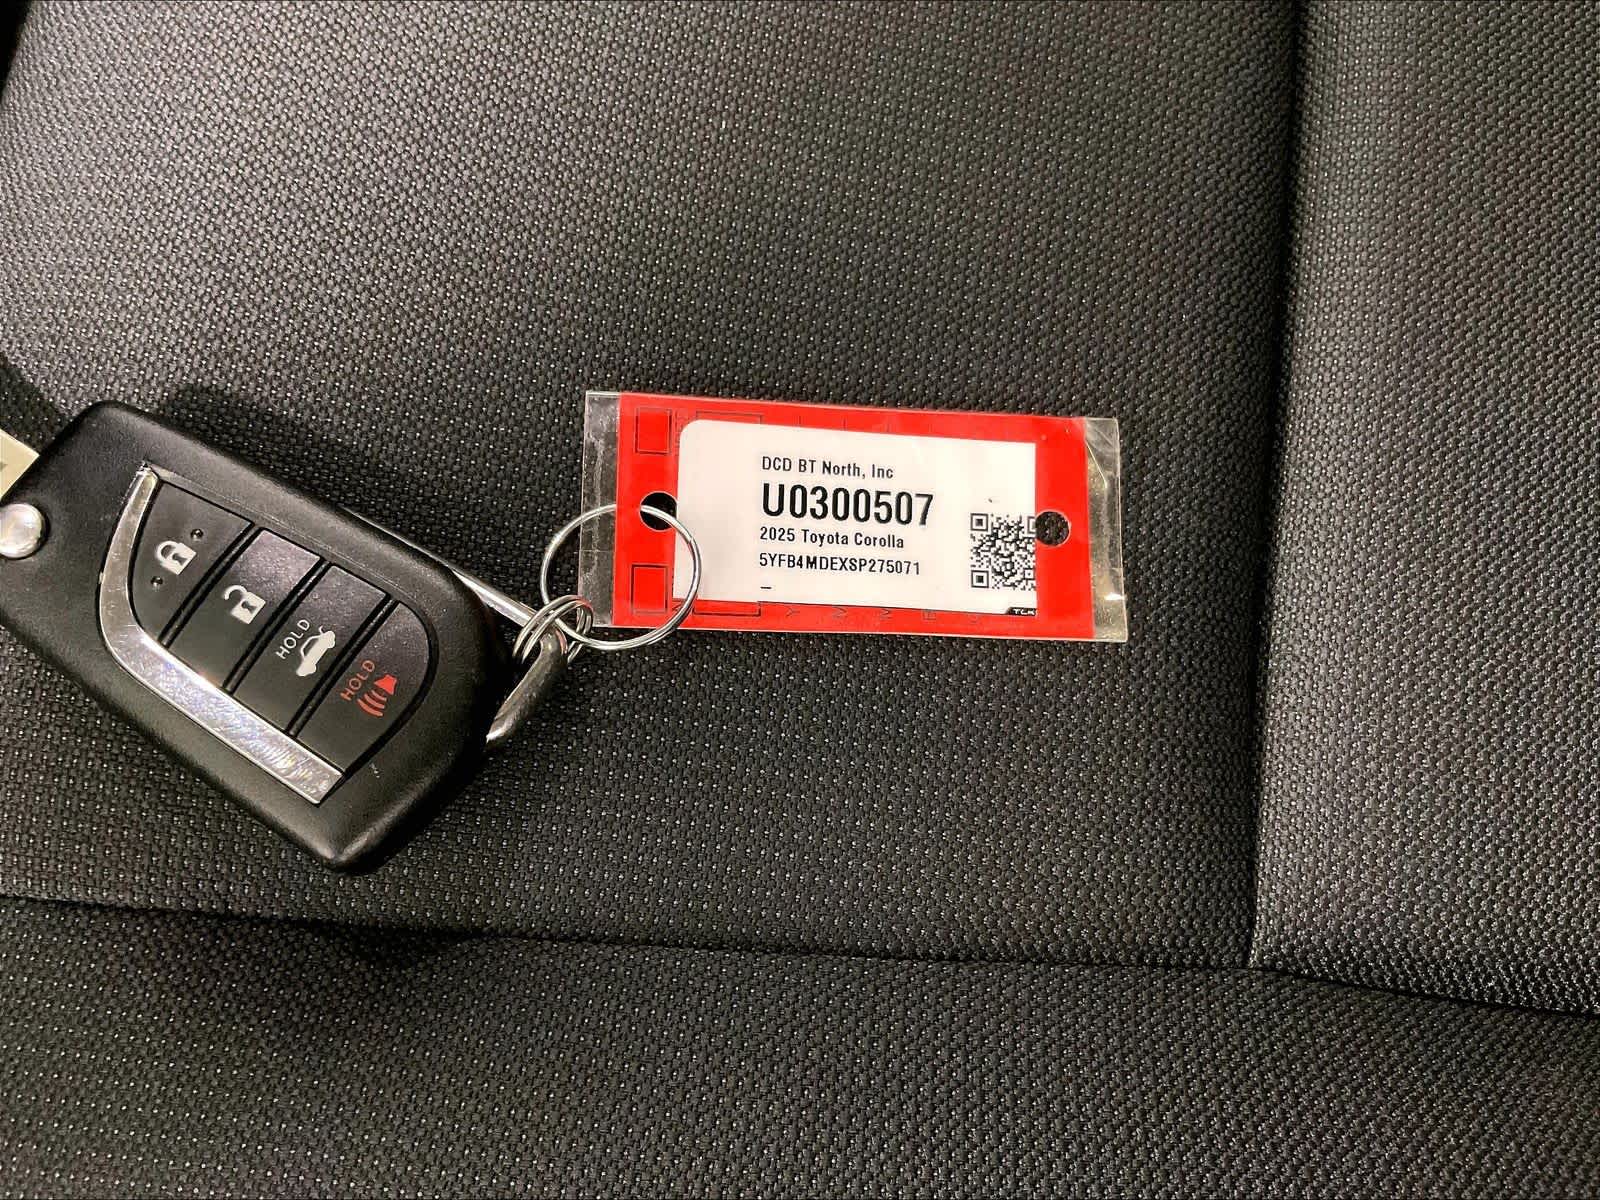 DCD BT North, Inc
U0300507
2025 Toyota Corolla
5YFB4MDEXSP275071
HOLD
HOLD